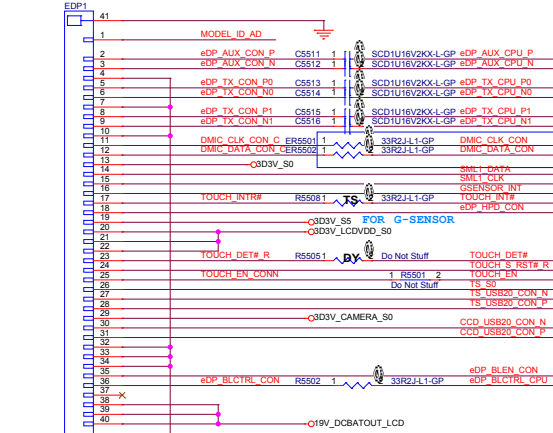 EDP1
41
1 MODEL_ID_AD
2 eDP_AUX_CON_P C5511 1 SCD1U16V2KX-L-GP eDP_AUX_CPU_P
3 eDP_AUX_CON_N C5512 1 SCD1U16V2KX-L-GP eDP_AUX_CPU_N
4
5 eDP_TX_CON_P0 C5513 1 SCD1U16V2KX-L-GP eDP_TX_CPU_P0
6 eDP_TX_CON_N0 C5514 1 SCD1U16V2KX-L-GP eDP_TX_CPU_N0
7
8 eDP_TX_CON_P1 C5515 1 SCD1U16V2KX-L-GP eDP_TX_CPU_P1
9 eDP_TX_CON_N1 C5516 1 SCD1U16V2KX-L-GP eDP_TX_CPU_N1
10
11 DMIC_CLK_CON_C ER5501 33R2J-L1-GP DMIC_CLK_CON
12 DMIC_DATA_CON_C ER5502 DMIC_DATA_CON
13 3D3V_S0
14 SML1_DATA
15 SML1_CLK
16 GSENSOR_INT
17 TOUCH_INTR# R5508 1 TS 33R2J-L1-GP TOUCH_INT#
18 eDP_HPD_CON
19 3D3V_S5 FOR G-SENSOR
20 3D3V_LCDVDD_S0
21
22
23 TOUCH_DET#_R R5505 1 DY Do Not Stuff TOUCH_DET#
24 TOUCH_S_RST#_R
25 TOUCH_EN_CONN 1 R5501 2 TOUCH_EN
26 Do Not Stuff TS_S0
27 TS_USB20_CON_N
28 TS_USB20_CON_P
29 3D3V_CAMERA_S0
30 CCD_USB20_CON_N
31 CCD_USB20_CON_P
32
33
34
35 eDP_BLEN_CON
36 eDP_BLCTRL_CON R5502 1 33R2J-L1-GP eDP_BLCTRL_CPU
37
38
39
40 19V_DCBATOUT_LCD